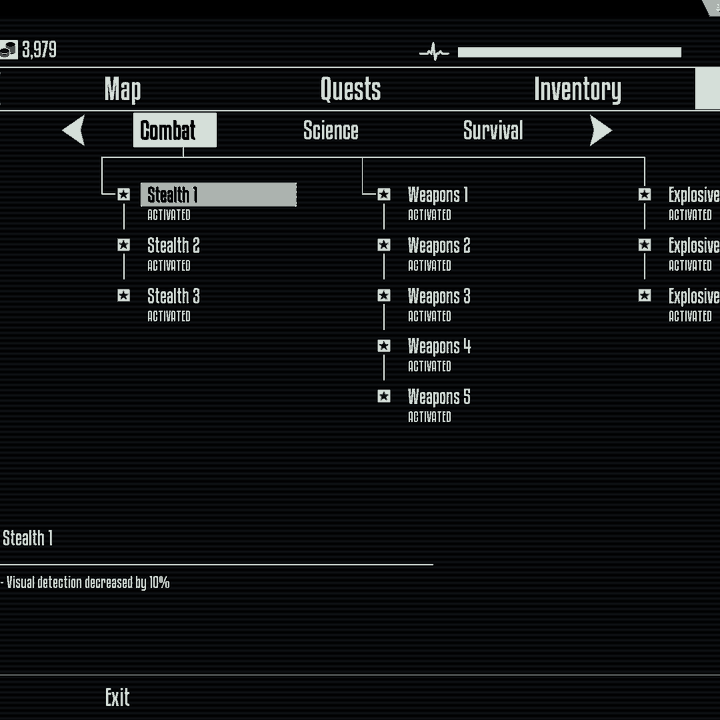 3,979
Map Quests Inventory
Combat Science Survival
Stealth 1 Weapons 1 Explosive
ACTIVATED ACTIVATED ACTIVATED
Stealth 2 Weapons 2 Explosive
ACTIVATED ACTIVATED ACTIVATED
Stealth 3 Weapons 3 Explosive
ACTIVATED ACTIVATED ACTIVATED
Weapons 4
ACTIVATED
Weapons 5
ACTIVATED
Stealth 1
- Visual detection decreased by 10%
Exit